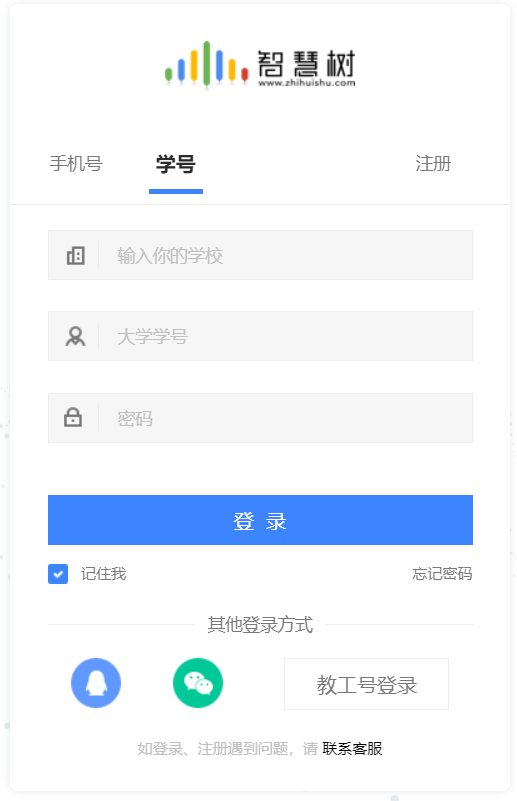 智慧树
www.zhihuishu.com
手机号 学号 注册
输入你的学校
大学学号
密码
登 录
记住我 忘记密码
其他登录方式
教工号登录
如登录、注册遇到问题，请 联系客服